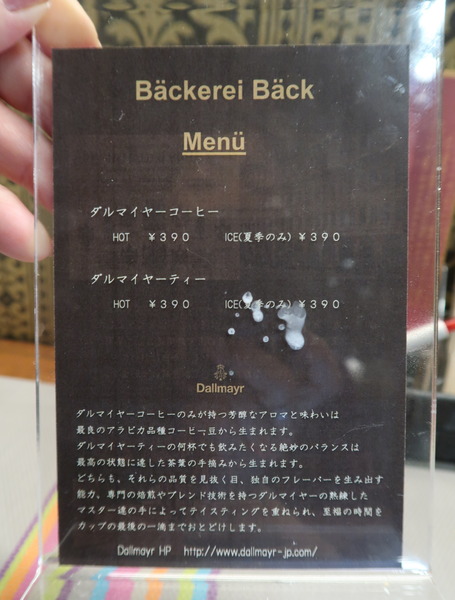 Bäckerei Bäck
Menü
ダルマイヤーコーヒー
HOT ￥390 ICE(夏季のみ) ￥390
ダルマイヤーティー
HOT ￥390 ICE(夏季のみ) ￥390
Dallmayr
ダルマイヤーコーヒーのみが持つ芳醇なアロマと味わいは
最良のアラビカ品種コーヒー豆から生まれます。
ダルマイヤーティーの何杯でも飲みたくなる絶妙のバランスは
最高の状態に達した茶葉の手摘みから生まれます。
どちらも、それらの品質を見抜く目、独自のフレーバーを生み出す
能力、専門の焙煎やブレンド技術を持つダルマイヤーの熟練した
マスター達の手によってテイスティングを重ねられ、至福の時間を
カップの最後の一滴までおとどけします。
Dallmayr HP http://www.dallmayr-jp.com/